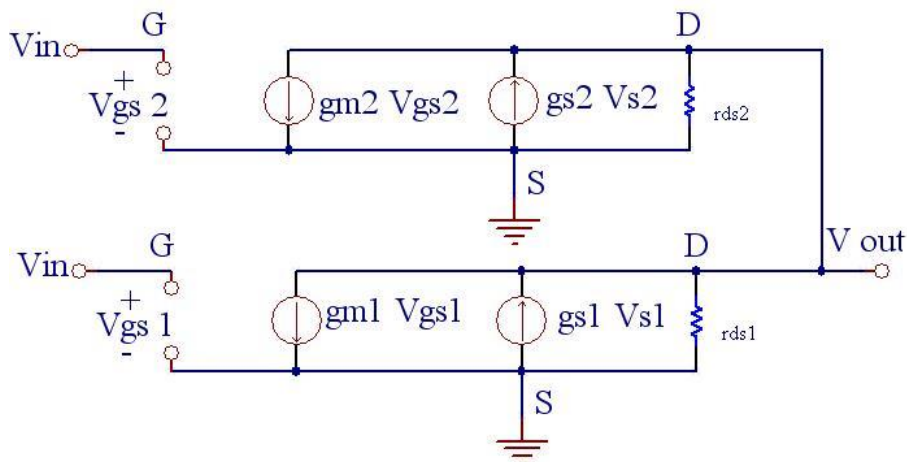 G
D
Vin
+
Vgs 2
-
gm2 Vgs2
gs2 Vs2
rds2
S
G
D
V out
Vin
+
Vgs 1
-
gm1 Vgs1
gs1 Vs1
rds1
S